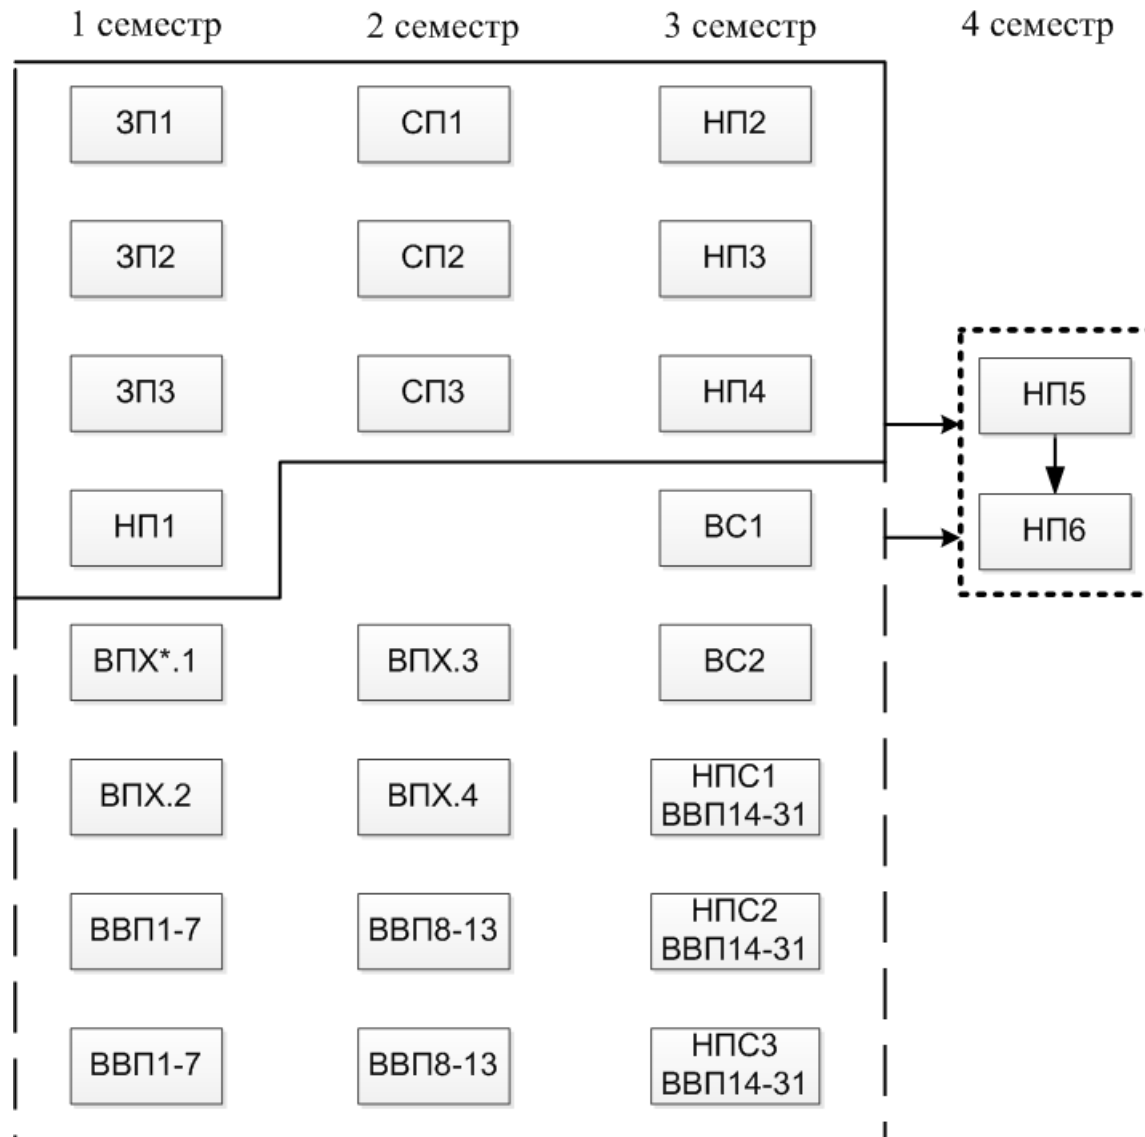 1 семестр 2 семестр 3 семестр 4 семестр
ЗП1 СП1 НП2
ЗП2 СП2 НП3
ЗП3 СП3 НП4 НП5
НП1 ВС1 НП6
ВПХ*.1 ВПХ.3 ВС2
ВПХ.2 ВПХ.4 НПС1
ВВП14-31
ВВП1-7 ВВП8-13 НПС2
ВВП14-31
ВВП1-7 ВВП8-13 НПС3
ВВП14-31